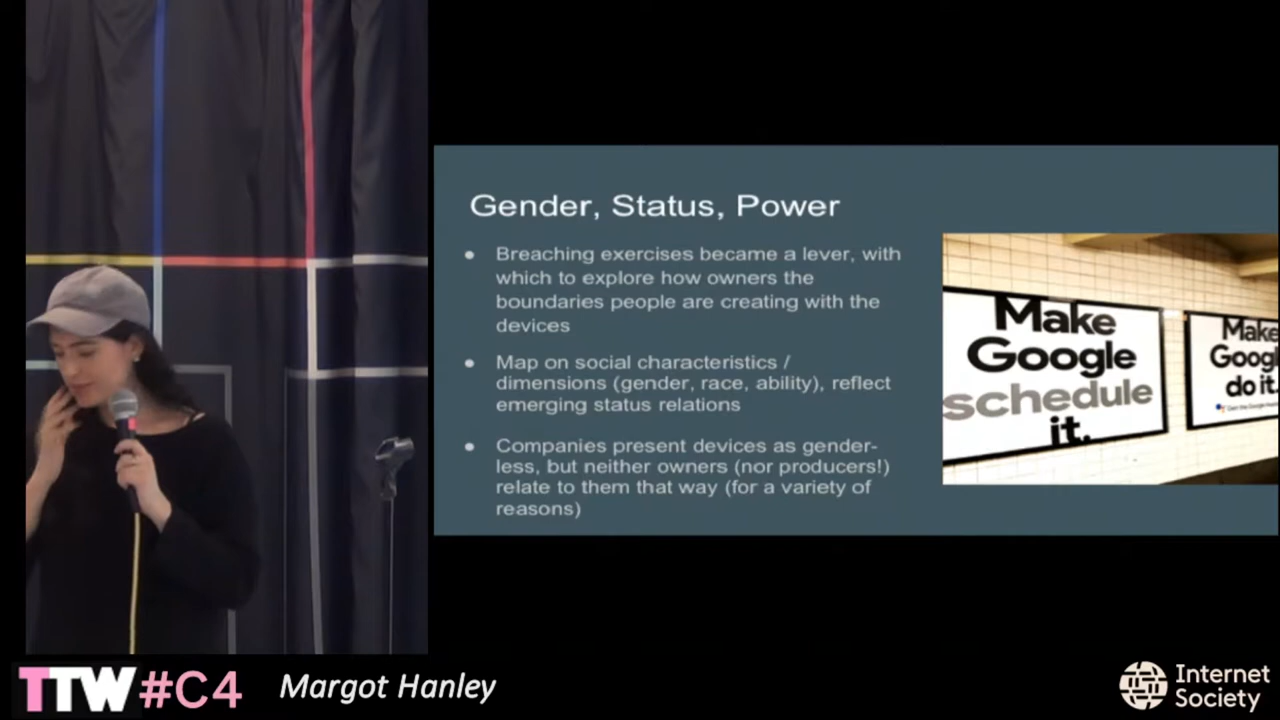 Gender, Status, Power
Breaching exercises became a lever, with
which to explore how owners the
boundaries people are creating with the
devices
Map on social characteristics /
dimensions (gender, race, ability), reflect
emerging status relations
Companies present devices as gender-
less, but neither owners (nor producers!)
relate to them that way (for a variety of
reasons)
Make
Google
schedule
it.
Make
Googl
do it.
TTW#C4
Margot Hanley
Internet
Society